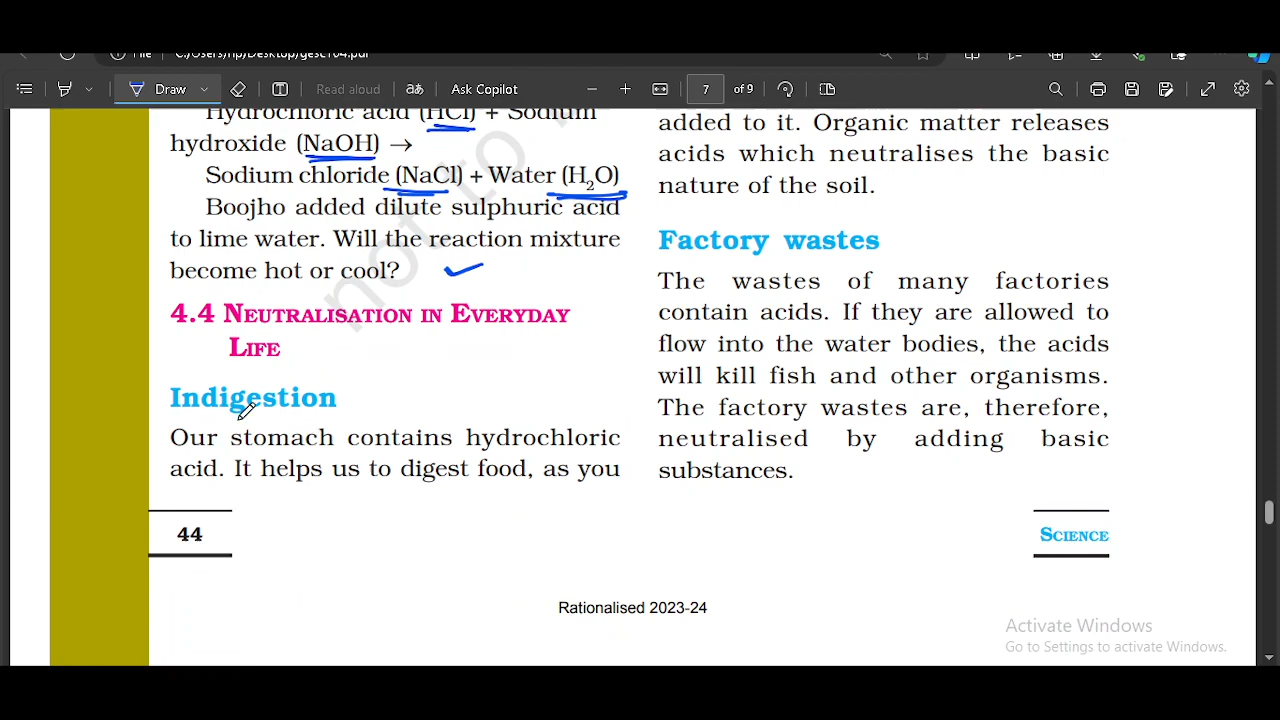 File
C:/Users/hp/Desktop/gesc104.pdf
Draw
Read aloud
Ask Copilot
7
of 9
Hydrochloric acid (HCl) + Sodium
hydroxide (NaOH) →
Sodium chloride (NaCl) + Water (H₂O)
Boojho added dilute sulphuric acid
to lime water. Will the reaction mixture
become hot or cool?
4.4 NEUTRALISATION IN EVERYDAY
LIFE
Indigestion
Our stomach contains hydrochloric
acid. It helps us to digest food, as you
44
added to it. Organic matter releases
acids which neutralises the basic
nature of the soil.
Factory wastes
The wastes of many factories
contain acids. If they are allowed to
flow into the water bodies, the acids
will kill fish and other organisms.
The factory wastes are, therefore,
neutralised by adding basic
substances.
SCIENCE
not to
Rationalised 2023-24
Activate Windows
Go to Settings to activate Windows.